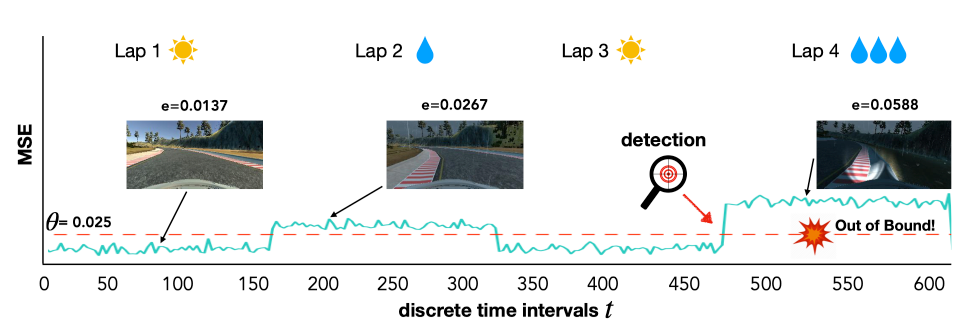 Lap 1
Lap 2
Lap 3
Lap 4
e=0.0137
e=0.0267
e=0.0588
MSE
detection
θ= 0.025
Out of Bound!
0 50 100 150 200 250 300 350 400 450 500 550 600
discrete time intervals t